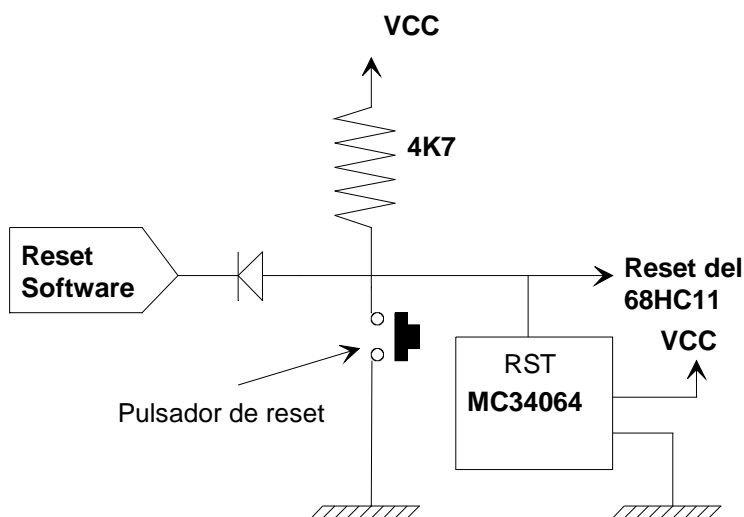 VCC
4K7
Reset
Software
Reset del
68HC11
VCC
RST
MC34064
Pulsador de reset